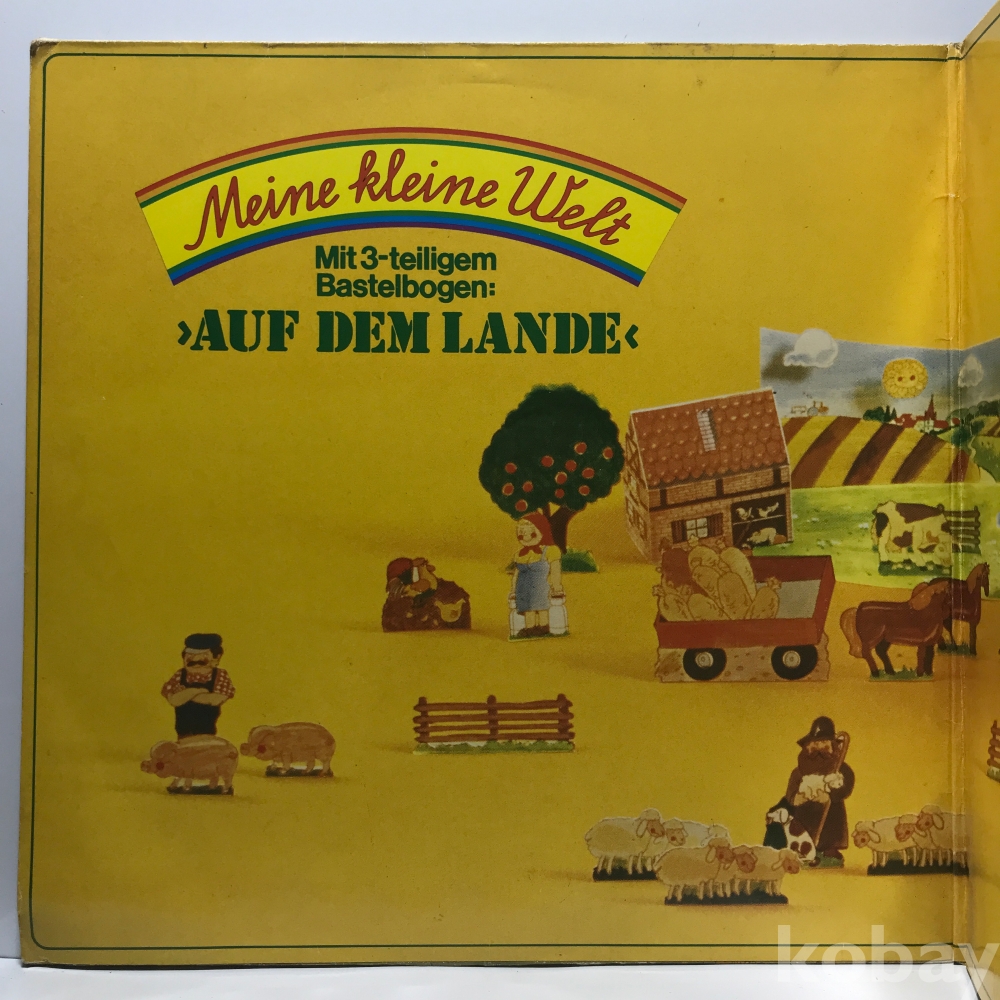 Meine kleine Welt
Mit 3-teiligem
Bastelbogen:
›AUF DEM LANDE‹
kobay